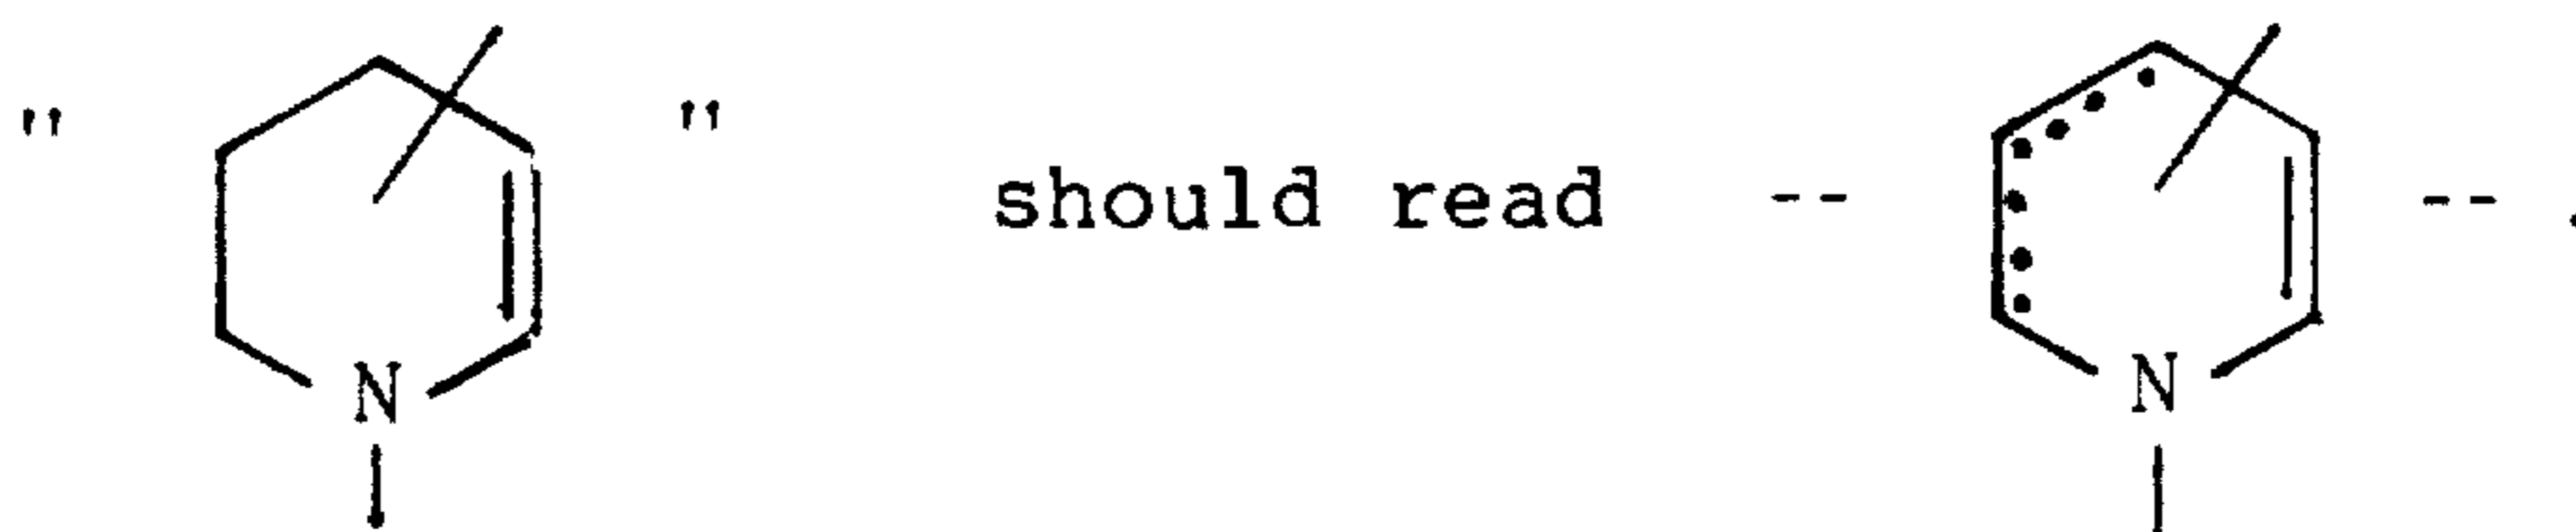 " " should read -- -- .
N N